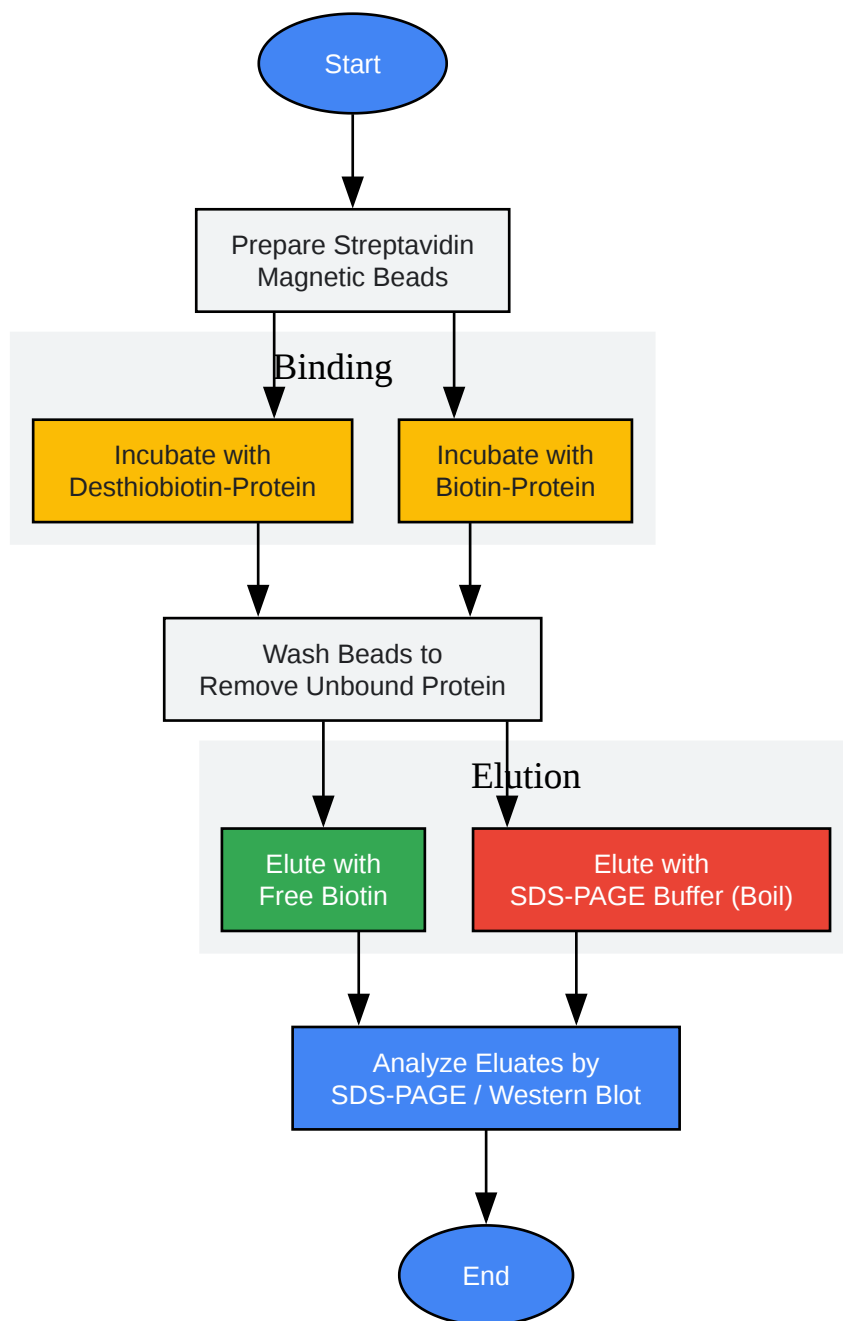 Start
Prepare Streptavidin
Magnetic Beads
Binding
Incubate with
Desthiobiotin-Protein
Incubate with
Biotin-Protein
Wash Beads to
Remove Unbound Protein
Elution
Elute with
Free Biotin
Elute with
SDS-PAGE Buffer (Boil)
Analyze Eluates by
SDS-PAGE / Western Blot
End